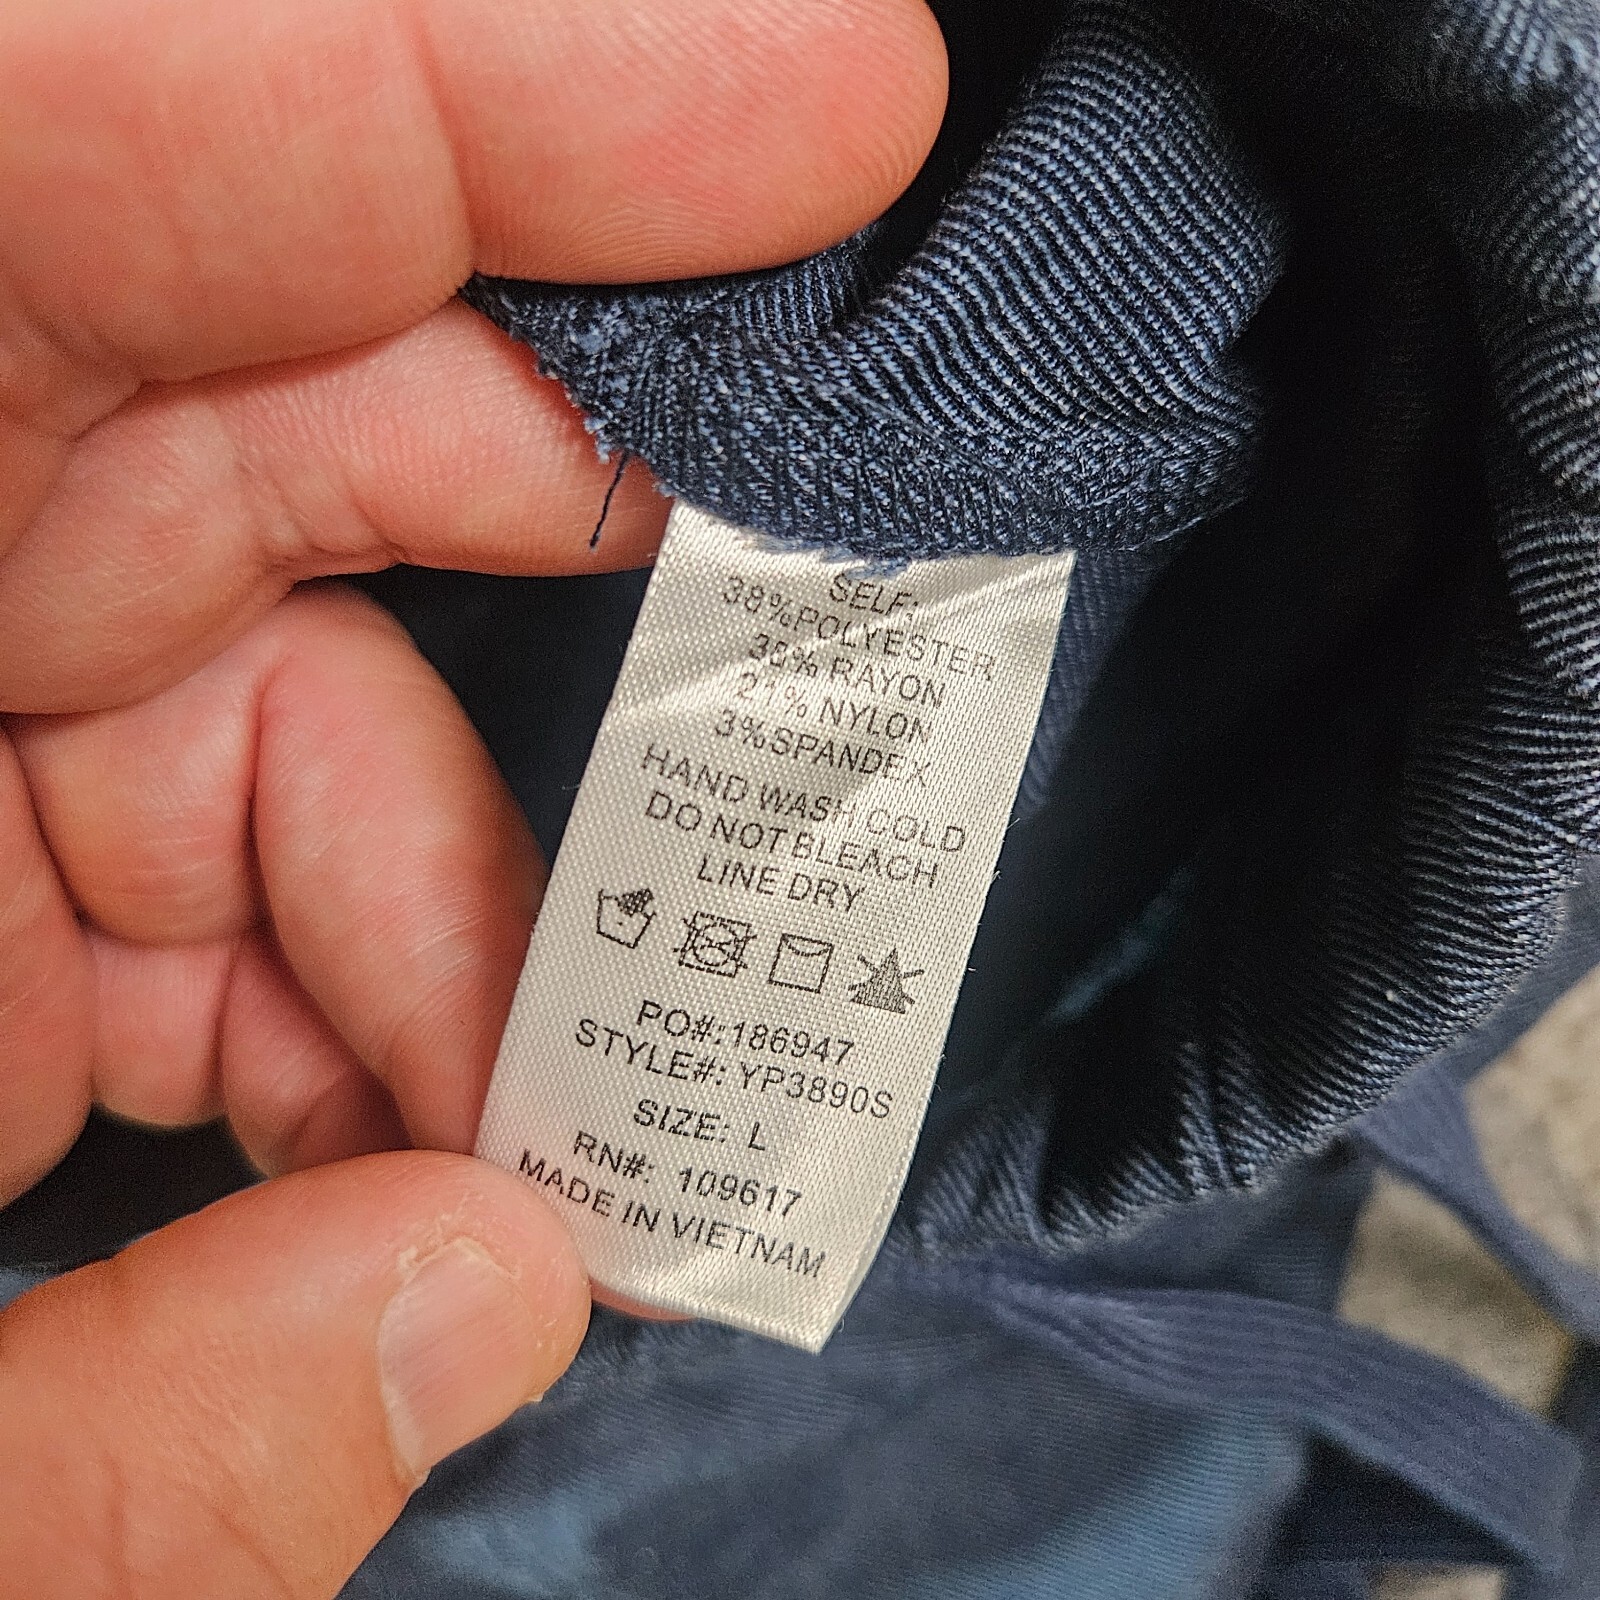 SELF:
38%POLYESTER
38% RAYON
21% NYLON
3%SPANDEX
HAND WASH COLD
DO NOT BLEACH
LINE DRY
PO#:186947
STYLE#: YP3890S
SIZE: L
RN#: 109617
MADE IN VIETNAM